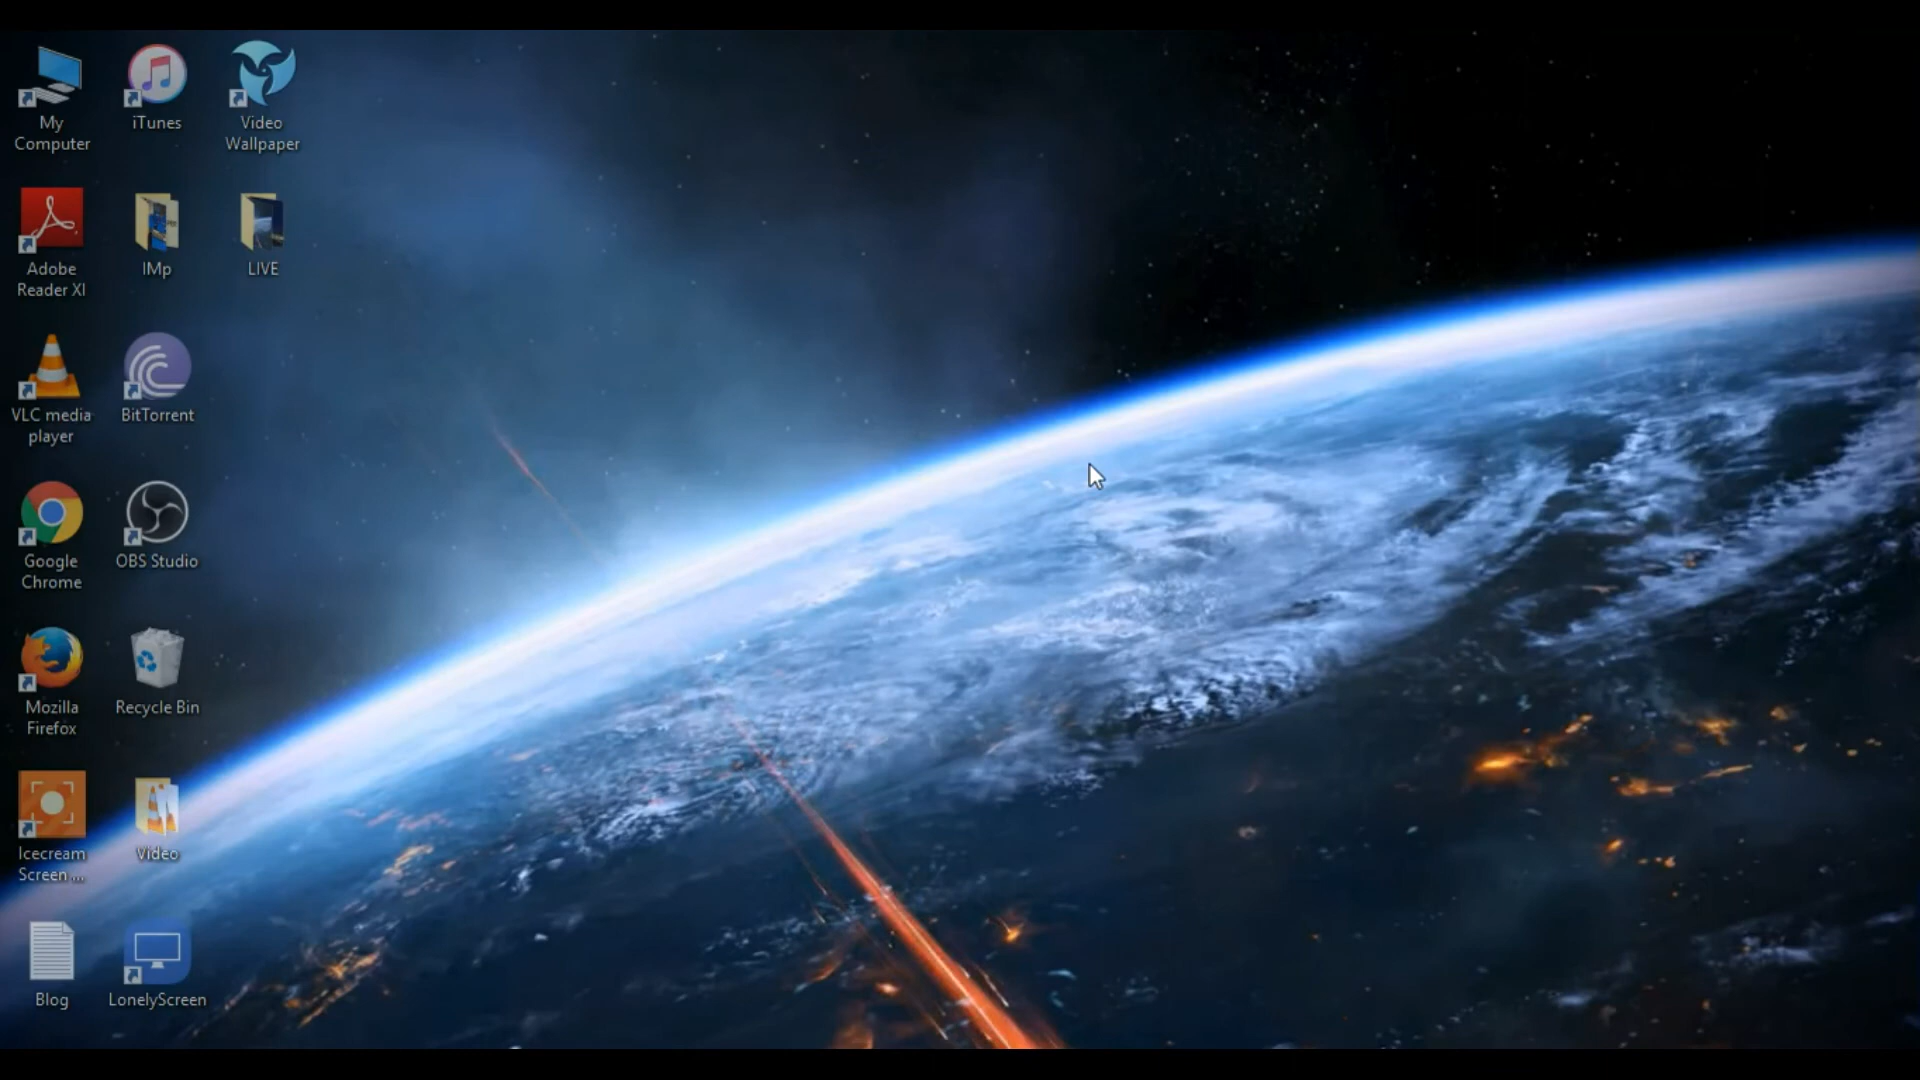 My
Computer
iTunes
Video
Wallpaper
Adobe
Reader XI
IMp
LIVE
VLC media
player
BitTorrent
Google
Chrome
OBS Studio
Mozilla
Firefox
Recycle Bin
Icecream
Screen ...
Video
Blog
LonelyScreen